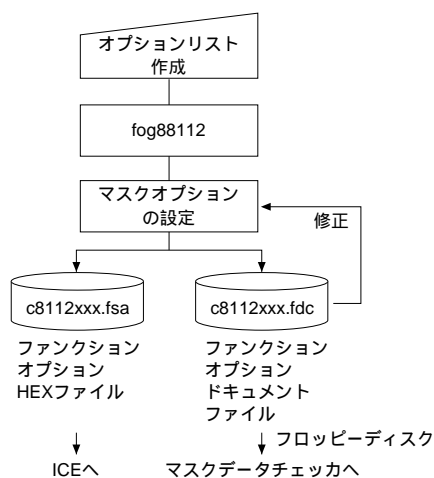 オプションリスト
作成
fog88112
マスクオプション
の設定
修正
c8112xxx.fsa
c8112xxx.fdc
ファンクション
オプション
HEXファイル
ファンクション
オプション
ドキュメント
ファイル
フロッピーディスク
ICEへ
マスクデータチェッカへ